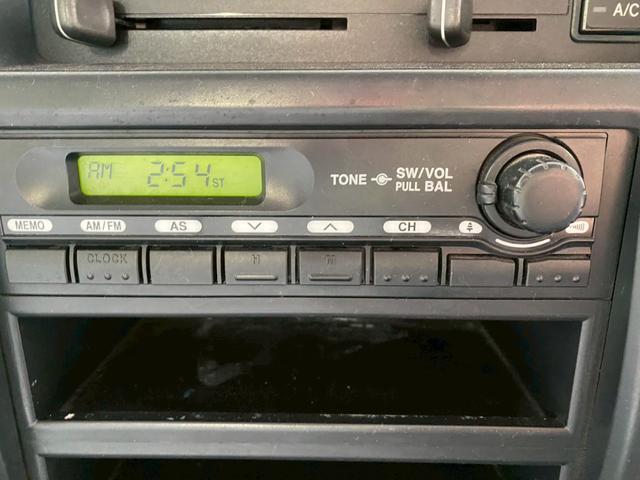 A/C
AM 2:54 ST
TONE SW/VOL
PULL BAL
MEMO AM/FM AS CH
CLOCK H M